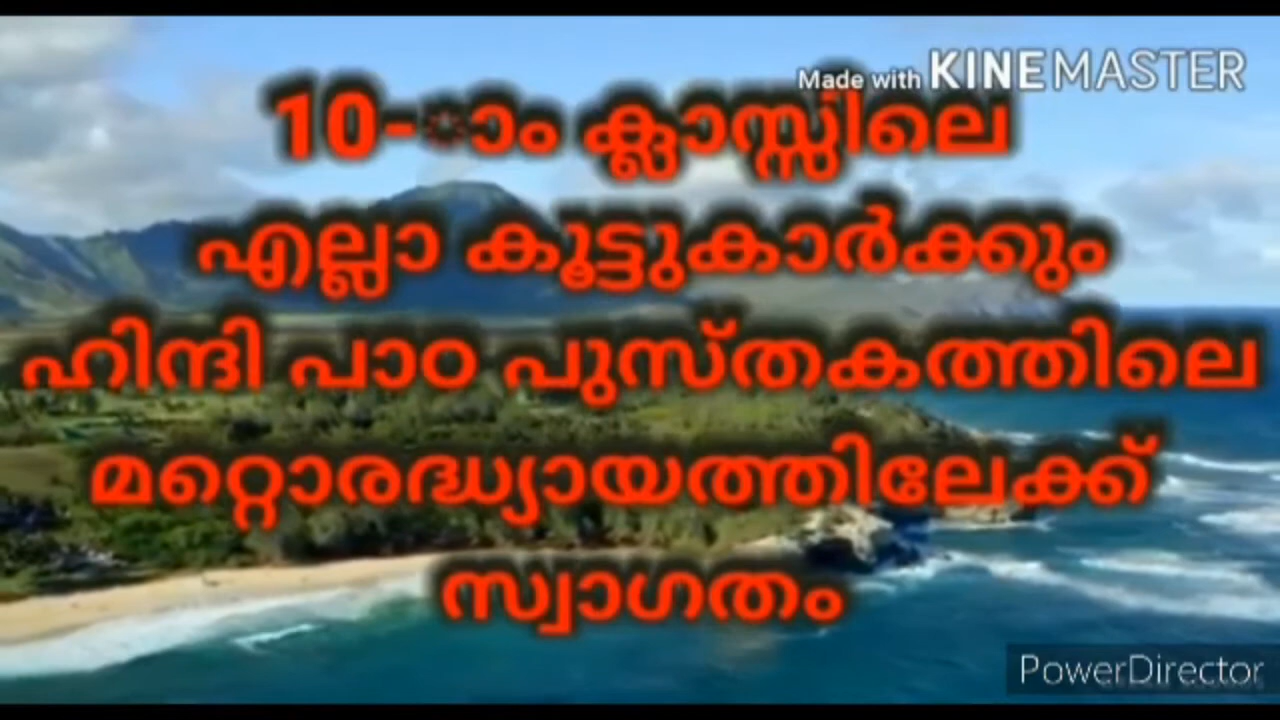 Made with KINEMASTER
10-ാം ക്ലാസ്സിലെ
എല്ലാ കൂട്ടുകാർക്കും
ഹിന്ദി പാഠ പുസ്തകത്തിലെ
മറ്റൊരദ്ധ്യായത്തിലേക്ക്
സ്വാഗതം
PowerDirector